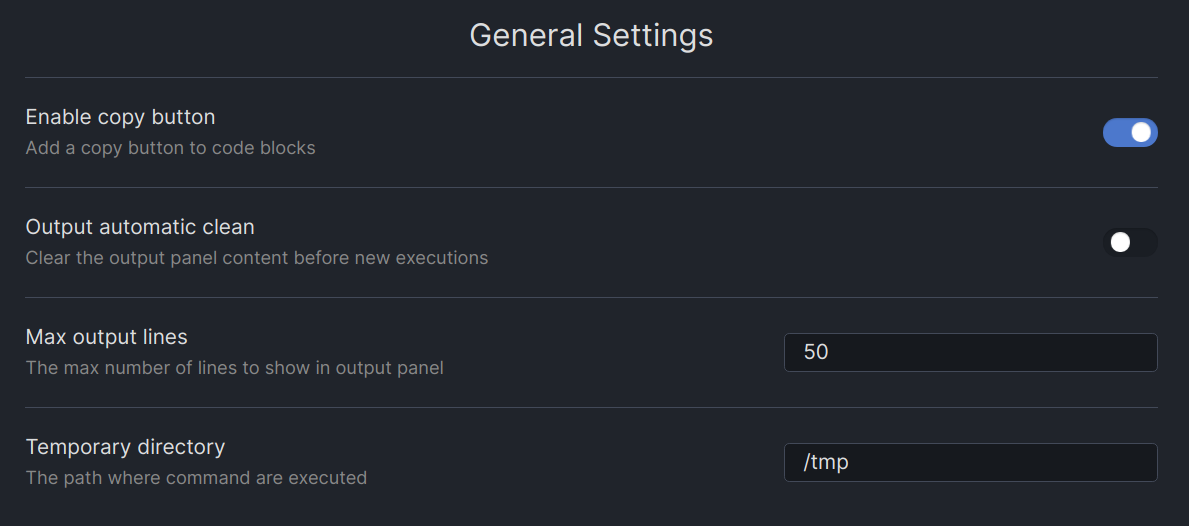 General Settings
Enable copy button
Add a copy button to code blocks
Output automatic clean
Clear the output panel content before new executions
Max output lines
The max number of lines to show in output panel
50
Temporary directory
The path where command are executed
/tmp